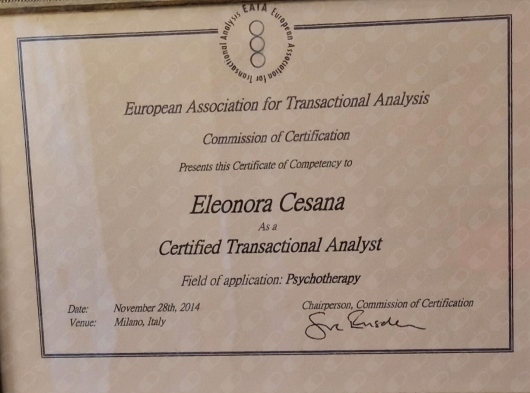 EATA European Association for Transactional Analysis
European Association for Transactional Analysis
Commission of Certification
Presents this Certificate of Competency to
Eleonora Cesana
As a
Certified Transactional Analyst
Field of application: Psychotherapy
Date: November 28th, 2014
Venue: Milano, Italy
Chairperson, Commission of Certification